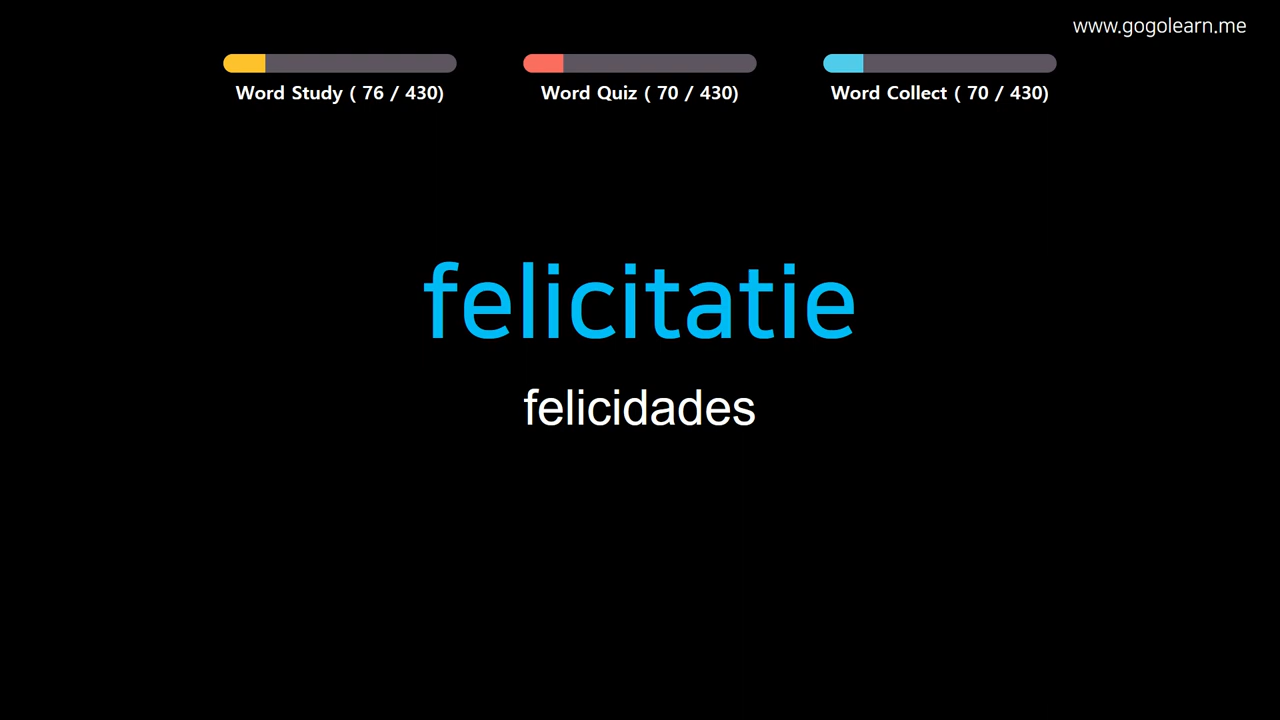 www.gogolearn.me
Word Study ( 76 / 430)
Word Quiz ( 70 / 430)
Word Collect ( 70 / 430)
felicitatie
felicidades